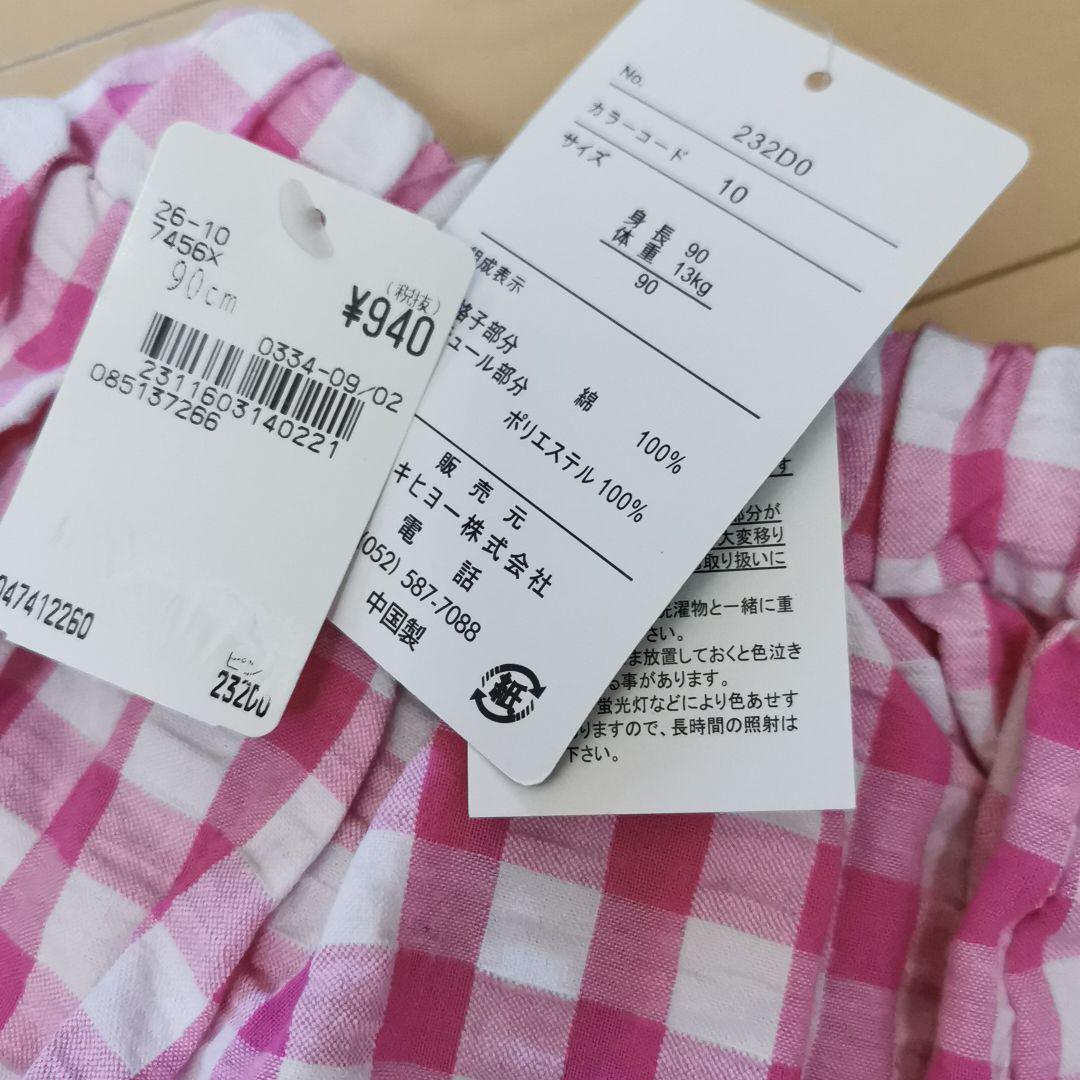 26-10
7456X
90cm
(税抜)
¥940
0334-09/02
2311603140221
085137266
047412260
ピンク
232D0
No. 232D0
カラーコード 10
サイズ
身長 90
体重 13kg
90
組成表示
格子部分 綿 100%
ュール部分 ポリエステル 100%
販売元
キヒヨー株式会社
電話
(052) 587-7088
中国製
紙
す
部分が
大変移り
取り扱いに
洗濯物と一緒に重
さい。
ま放置しておくと色泣き
る事があります。
蛍光灯などにより色あせす
りますので、長時間の照射は
下さい。